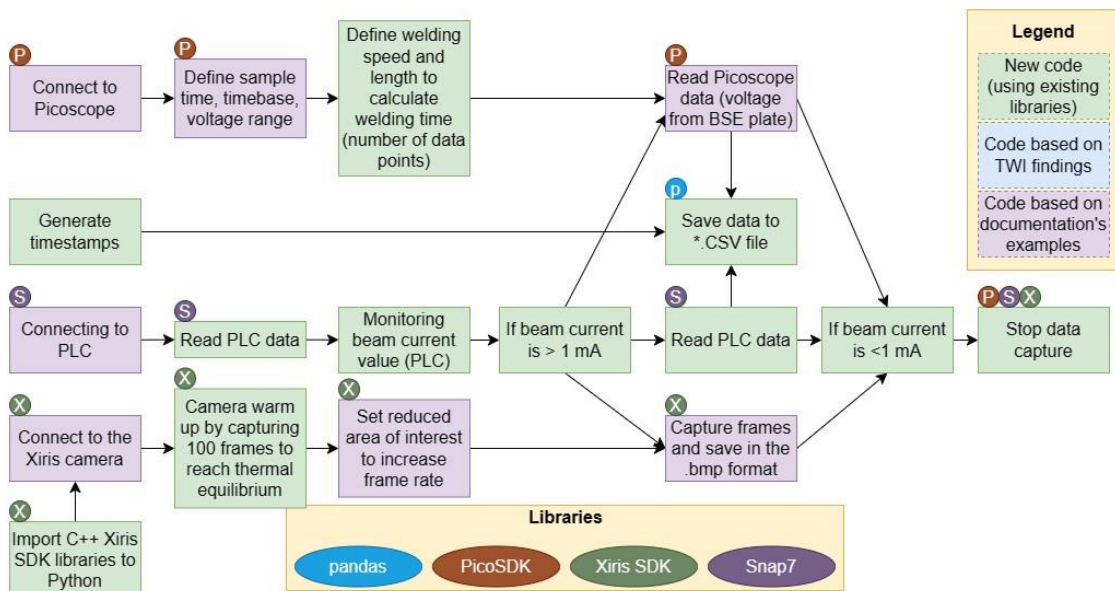 P
Connect to
Picoscope
P
Define sample
time, timebase,
voltage range
Define welding
speed and
length to
calculate
welding time
(number of data
points)
P
Read Picoscope
data (voltage
from BSE plate)
Legend
New code
(using existing
libraries)
Code based on
TWI findings
Code based on
documentation's
examples
Generate
timestamps
p
Save data to
*.CSV file
S
Connecting to
PLC
S
Read PLC data
Monitoring
beam current
value (PLC)
If beam current
is > 1 mA
S
Read PLC data
If beam current
is <1 mA
P S X
Stop data
capture
X
Connect to the
Xiris camera
X
Camera warm
up by capturing
100 frames to
reach thermal
equilibrium
X
Set reduced
area of interest
to increase
frame rate
X
Capture frames
and save in the
.bmp format
X
Import C++ Xiris
SDK libraries to
Python
Libraries
pandas
PicoSDK
Xiris SDK
Snap7